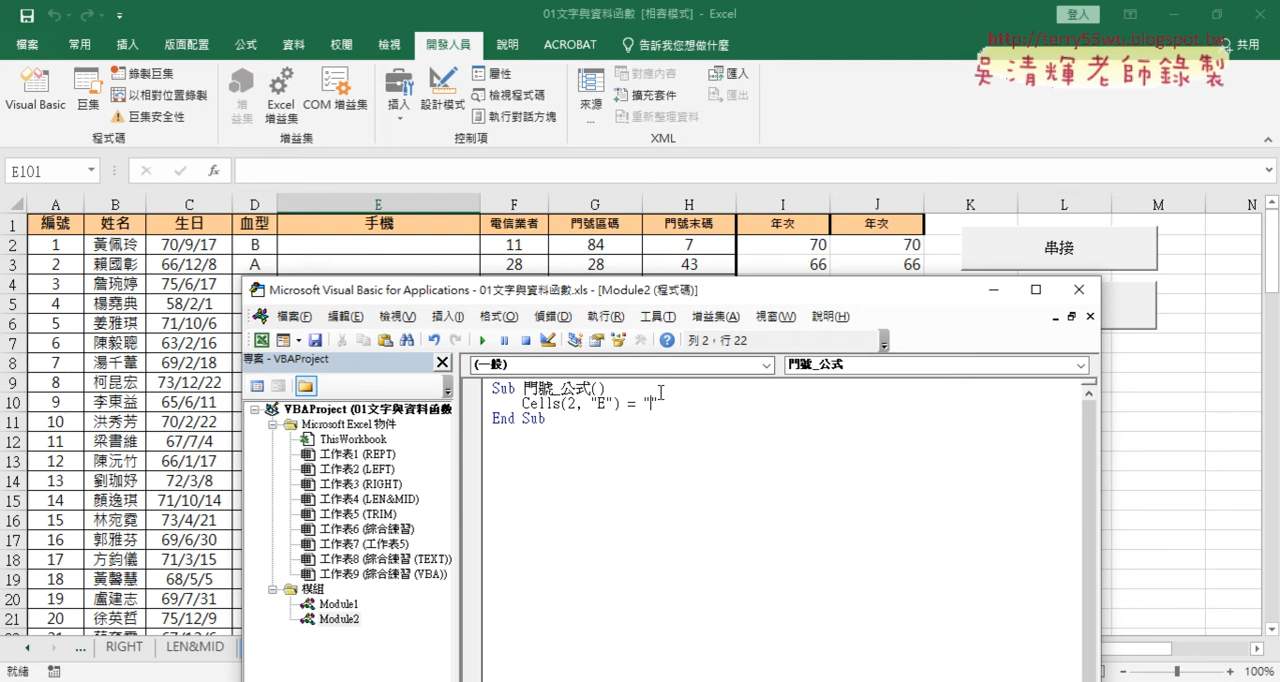 01文字與資料函數 [相容模式] - Excel
登入
檔案 常用 插入 版面配置 公式 資料 校閱 檢視 開發人員 說明 ACROBAT 告訴我您想做什麼 共用
http://terry55wu.blogspot.tw
吳清輝老師錄製
Visual Basic 巨集 錄製巨集 以相對位置錄製 巨集安全性
程式碼
增益集 Excel 增益集 COM 增益集
增益集
插入 設計模式 屬性 檢視程式碼 執行對話方塊
控制項
來源 對應內容 擴充套件 重新整理資料 匯入 匯出
XML
E101 fx
A B C D E F G H I J K L M N
1 編號 姓名 生日 血型 手機 電信業者 門號區碼 門號末碼 年次 年次
2 1 黃佩玲 70/9/17 B 11 84 7 70 70 串接
3 2 賴國彰 66/12/8 A 28 28 43 66 66
4 3 詹琬婷 75/6/17
5 4 楊堯典 58/2/1
6 5 姜雅琪 71/10/6
7 6 陳毅聰 63/2/16
8 7 湯千蕙 69/2/18
9 8 柯昆宏 73/12/22
10 9 李東益 65/6/11
11 10 洪秀芳 70/2/2
12 11 梁書維 67/7/4
13 12 陳沅竹 66/1/17
14 13 劉珈妤 72/3/8
15 14 顏逸琪 71/10/14
16 15 林宛霓 73/4/21
17 16 郭雅芬 69/6/30
18 17 方鈞儀 71/3/15
19 18 黃馨慧 68/5/5
20 19 盧建志 69/7/31
21 20 徐英哲 75/12/9
Microsoft Visual Basic for Applications - 01文字與資料函數.xls - [Module2 (程式碼)]
檔案(F) 編輯(E) 檢視(V) 插入(I) 格式(O) 偵錯(D) 執行(R) 工具(T) 增益集(A) 視窗(W) 說明(H)
列 2，行 22
專案 - VBAProject
(一般) 門號_公式
VBAProject (01文字與資料函數
Microsoft Excel 物件
ThisWorkbook
工作表1 (REPT)
工作表2 (LEFT)
工作表3 (RIGHT)
工作表4 (LEN&MID)
工作表5 (TRIM)
工作表6 (綜合練習)
工作表7 (工作表5)
工作表8 (綜合練習 (TEXT))
工作表9 (綜合練習 (VBA))
模組
Module1
Module2
Sub 門號_公式()
Cells(2, "E") = ""
End Sub
... RIGHT LEN&MID
就緒 100%